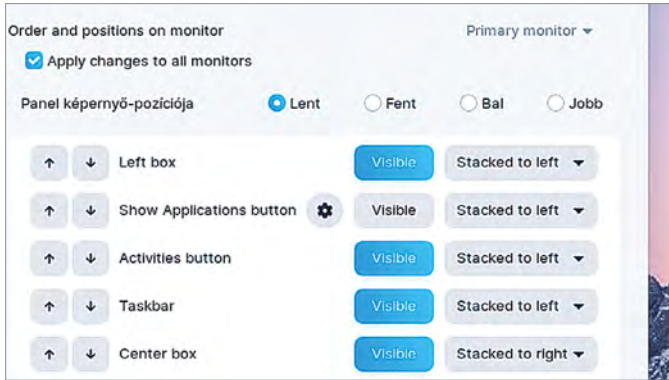 Order and positions on monitor Primary monitor
Apply changes to all monitors
Panel képernyő-pozíciója Lent Fent Bal Jobb
Left box Visible Stacked to left
Show Applications button Visible Stacked to left
Activities button Visible Stacked to left
Taskbar Visible Stacked to left
Center box Visible Stacked to right